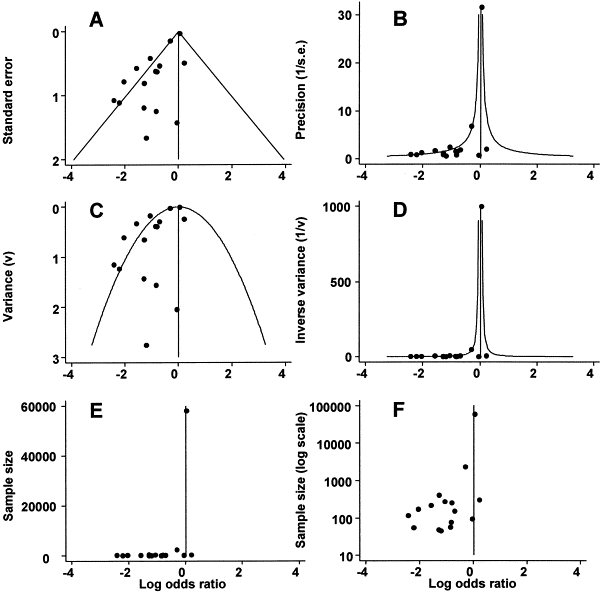 A
Standard error
0
1
2
-4 -2 0 2 4
B
Precision (1/s.e.)
30
20
10
0
-4 -2 0 2 4
C
Variance (v)
0
1
2
3
-4 -2 0 2 4
D
Inverse variance (1/v)
1000
500
0
-4 -2 0 2 4
E
Sample size
60000
40000
20000
0
-4 -2 0 2 4
Log odds ratio
F
Sample size (log scale)
100000
10000
1000
100
10
-4 -2 0 2 4
Log odds ratio